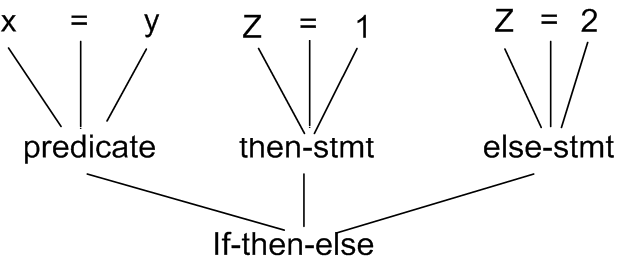 x = y Z = 1 Z = 2
predicate then-stmt else-stmt
If-then-else